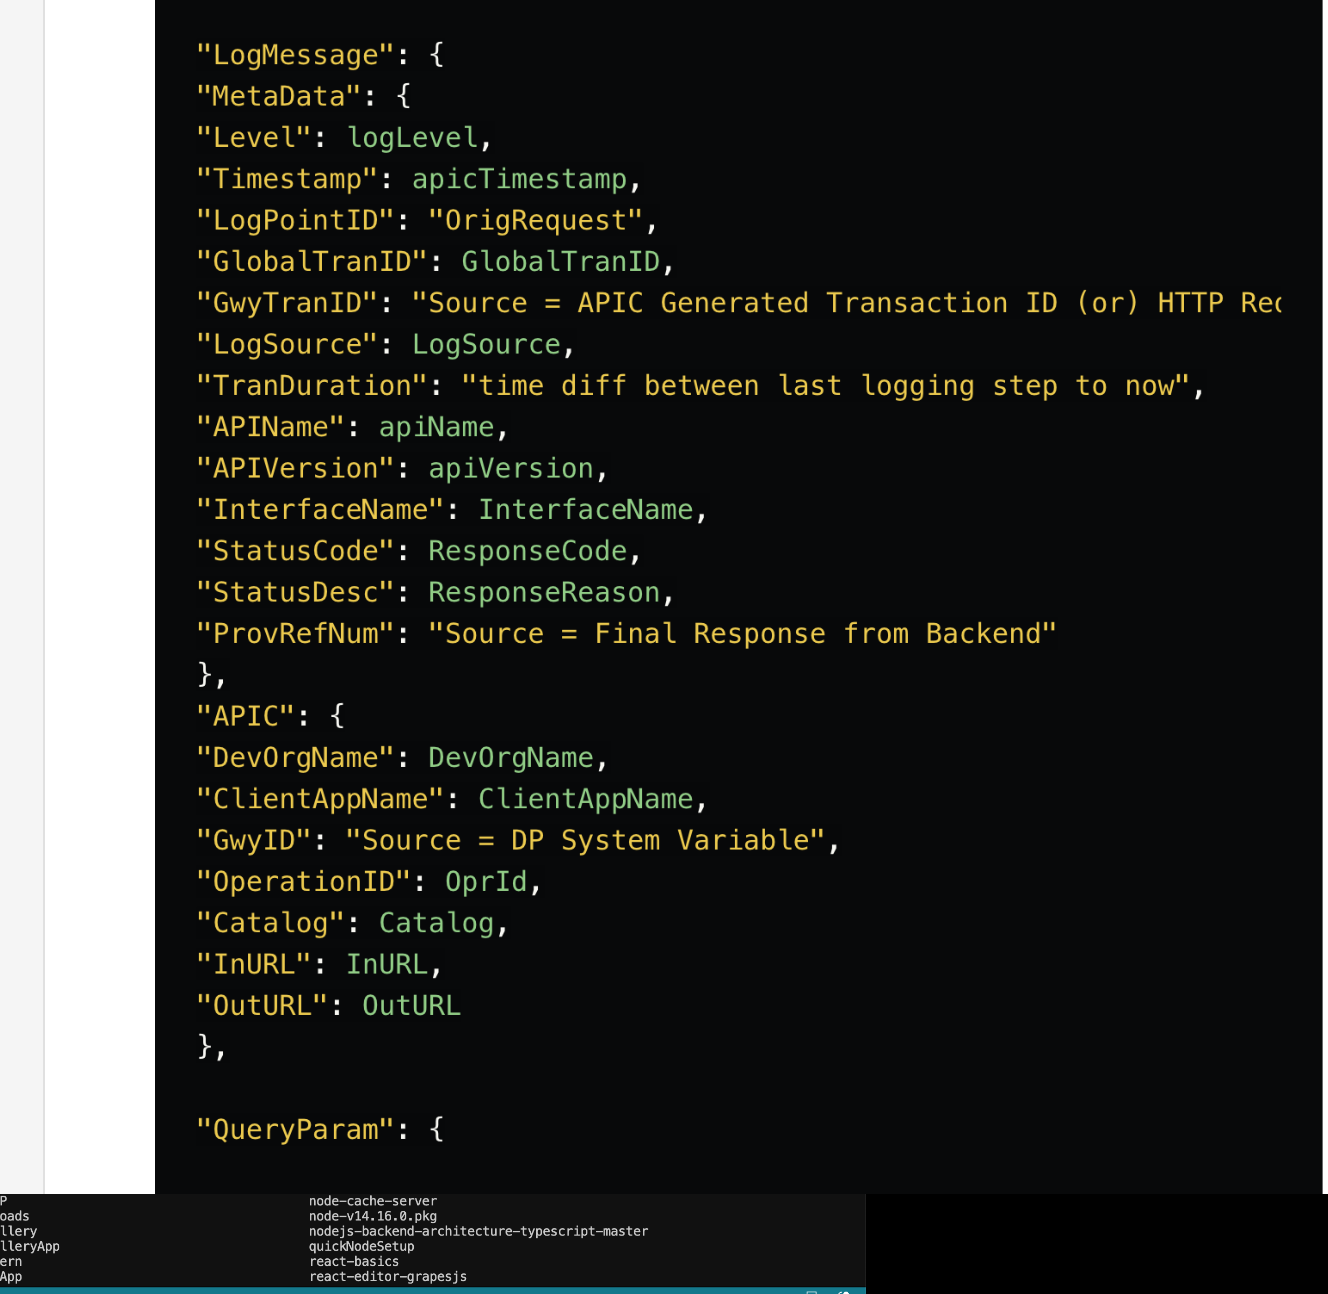 "LogMessage": {
"MetaData": {
"Level": logLevel,
"Timestamp": apicTimestamp,
"LogPointID": "OrigRequest",
"GlobalTranID": GlobalTranID,
"GwyTranID": "Source = APIC Generated Transaction ID (or) HTTP
"LogSource": LogSource,
"TranDuration": "time diff between last logging step to now",
"APIName": apiName,
"APIVersion": apiVersion,
"InterfaceName": InterfaceName,
"StatusCode": ResponseCode,
"StatusDesc": ResponseReason,
"ProvRefNum": "Source = Final Response from Backend"
},
"APIC": {
"DevOrgName": DevOrgName,
"ClientAppName": ClientAppName,
"GwyID": "Source = DP System Variable",
"OperationID": OprId,
"Catalog": Catalog,
"InURL": InURL,
"OutURL": OutURL
},
"QueryParam": {
P node-cache-server
oads node-v14.16.0.pkg
llery nodejs-backend-architecture-typescript-master
lleryApp quickNodeSetup
ern react-basics
App react-editor-grapesjs